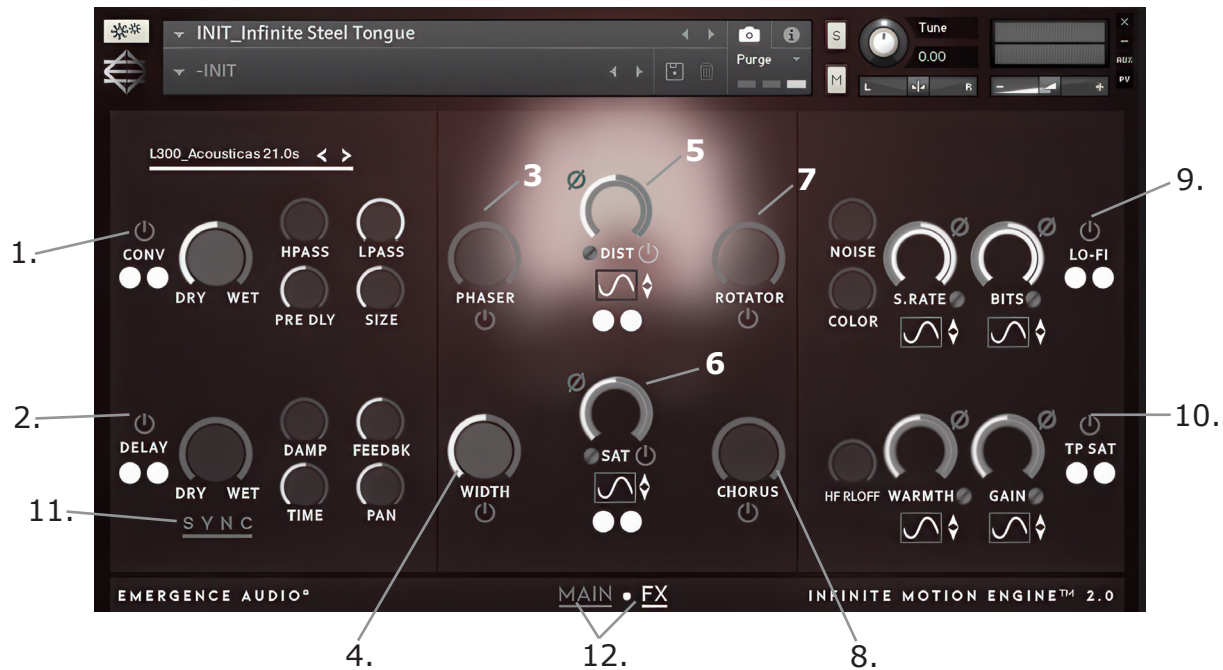 INIT_Infinite Steel Tongue
-INIT
Purge
S
M
Tune
0.00
L R
- +
×
–
AUX
PV
L300_Acousticas 21.0s < >
1.
CONV
DRY WET
HPASS LPASS
PRE DLY SIZE
2.
DELAY
DRY WET
DAMP FEEDBK
TIME PAN
11.
SYNC
3
PHASER
5
Ø
DIST
7
ROTATOR
4.
WIDTH
6
Ø
SAT
8.
CHORUS
9.
NOISE
COLOR
Ø Ø
S.RATE BITS
LO-FI
10.
Ø Ø
HF RLOFF WARMTH GAIN
TP SAT
EMERGENCE AUDIO
MAIN • FX
INFINITE MOTION ENGINE™ 2.0
12.